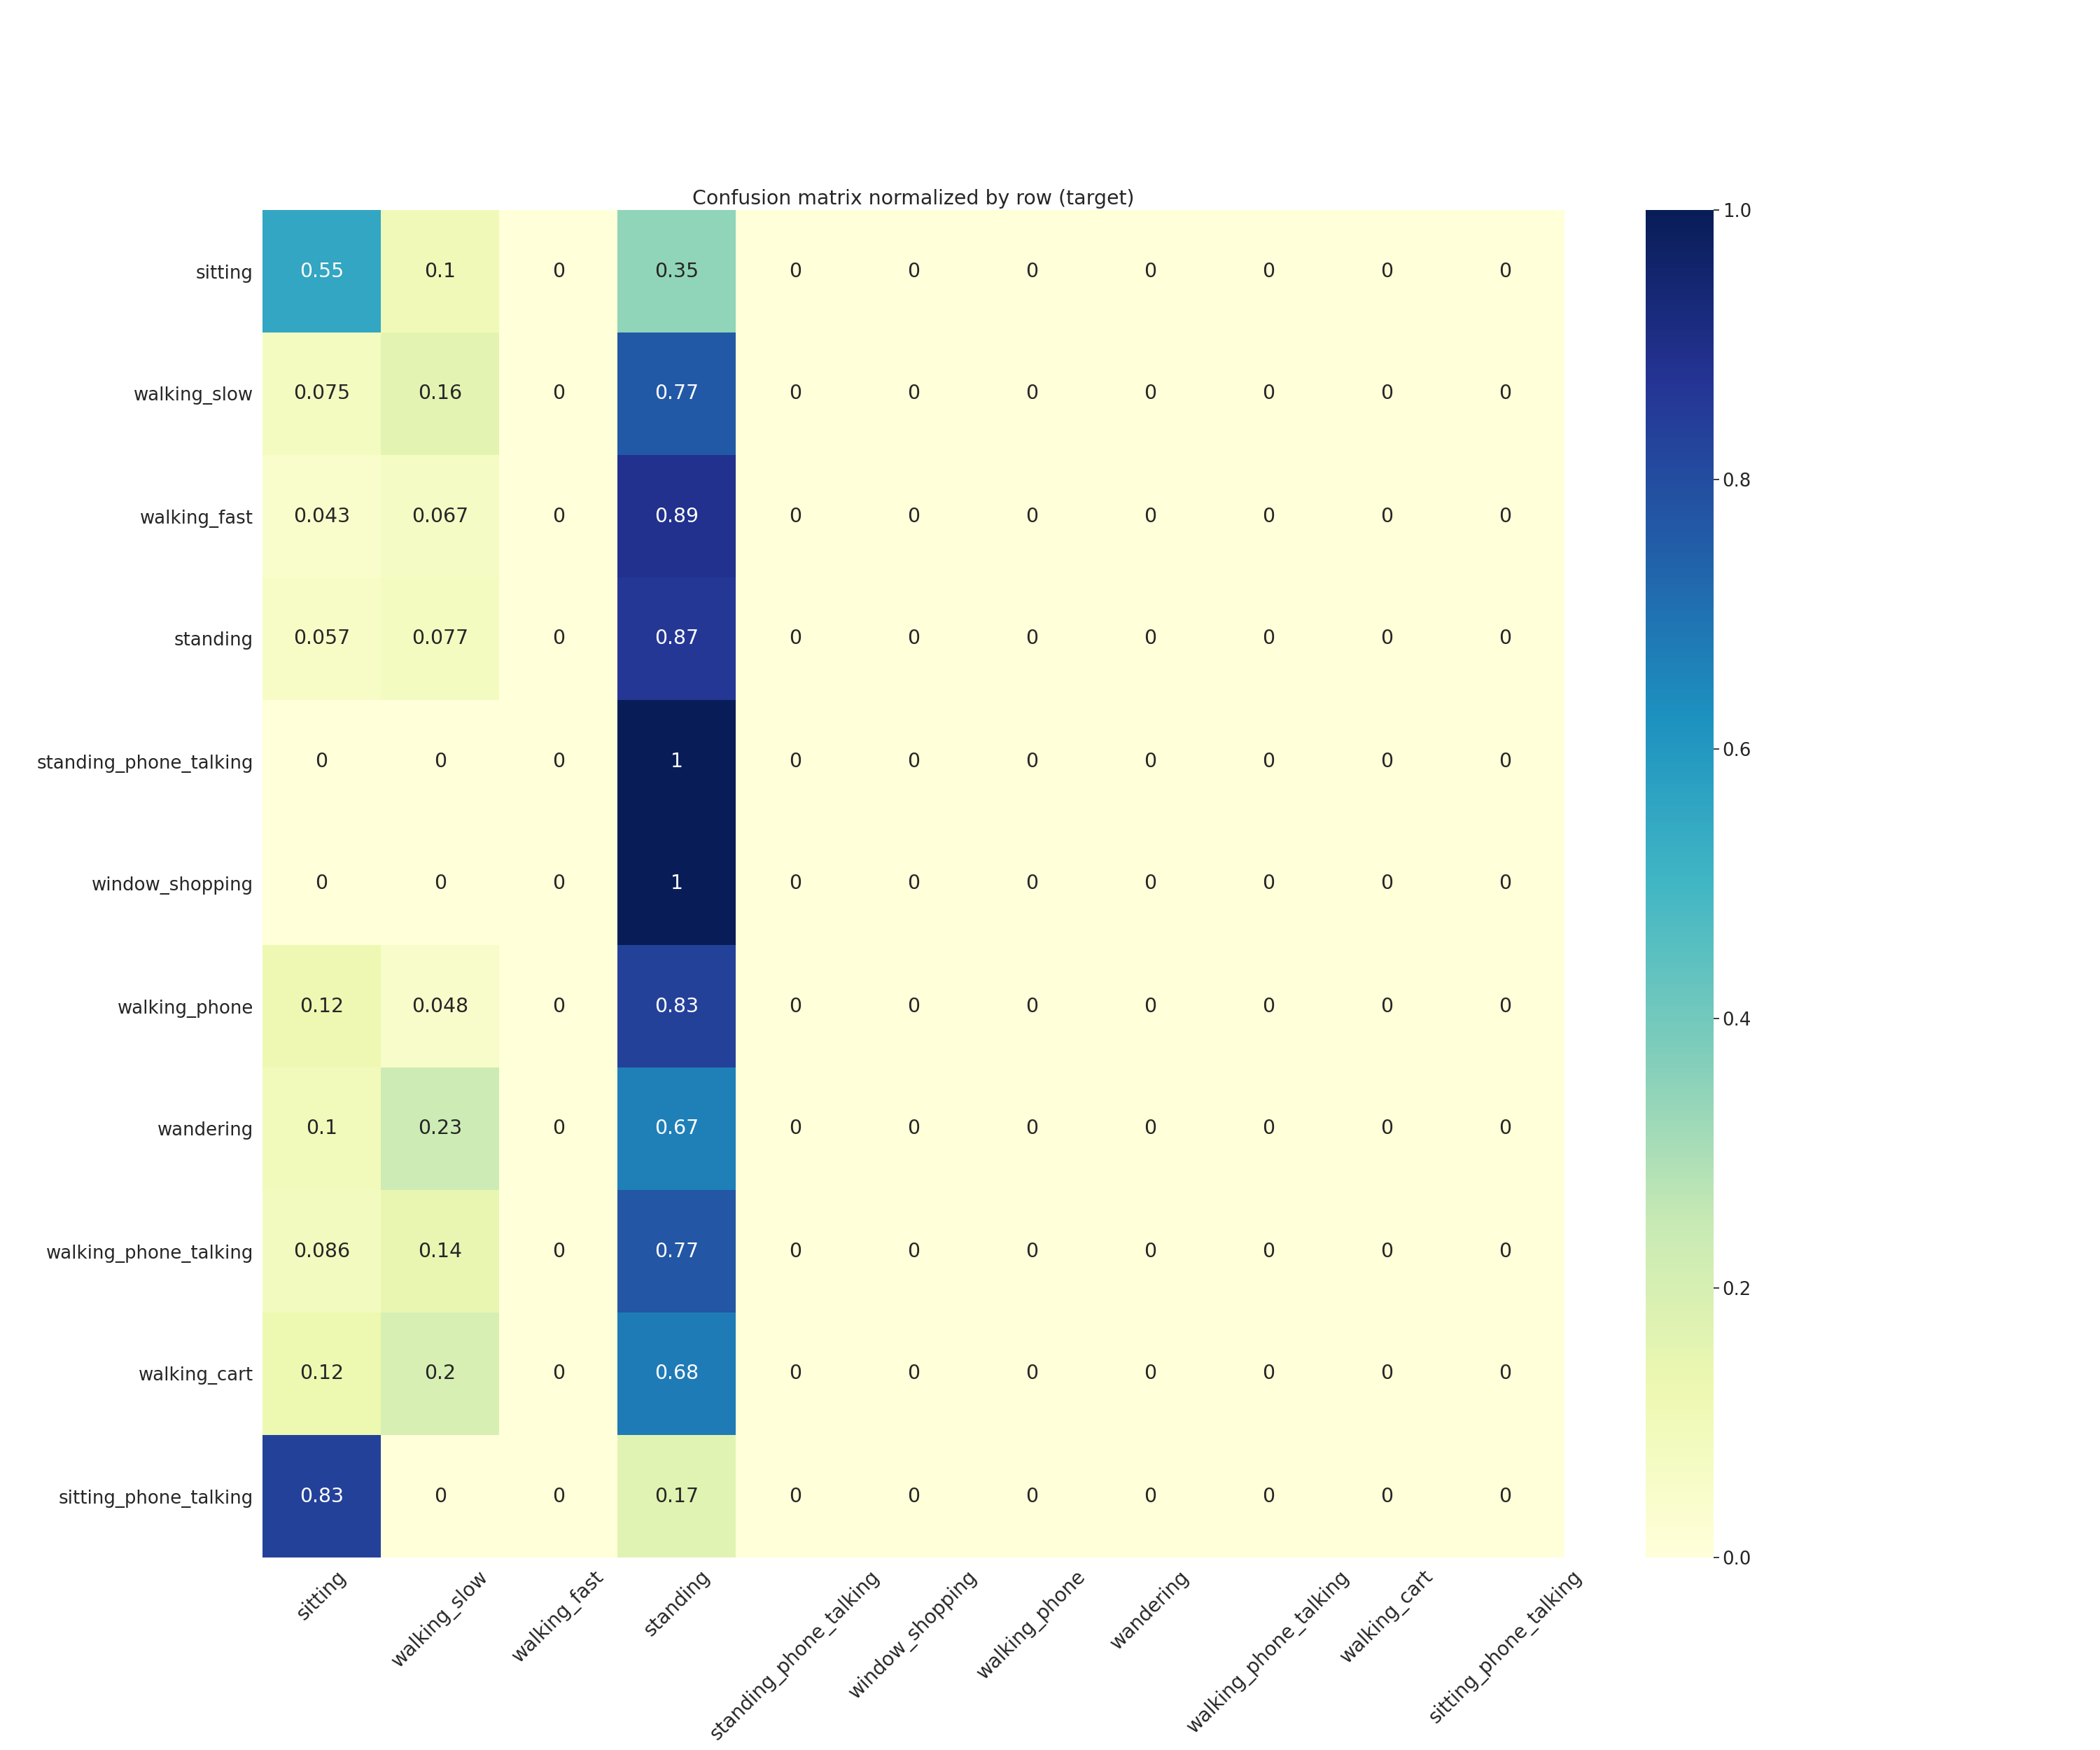 Confusion matrix normalized by row (target)
sitting 0.55 0.1 0 0.35 0 0 0 0 0 0 0
walking_slow 0.075 0.16 0 0.77 0 0 0 0 0 0 0
walking_fast 0.043 0.067 0 0.89 0 0 0 0 0 0 0
standing 0.057 0.077 0 0.87 0 0 0 0 0 0 0
standing_phone_talking 0 0 0 1 0 0 0 0 0 0 0
window_shopping 0 0 0 1 0 0 0 0 0 0 0
walking_phone 0.12 0.048 0 0.83 0 0 0 0 0 0 0
wandering 0.1 0.23 0 0.67 0 0 0 0 0 0 0
walking_phone_talking 0.086 0.14 0 0.77 0 0 0 0 0 0 0
walking_cart 0.12 0.2 0 0.68 0 0 0 0 0 0 0
sitting_phone_talking 0.83 0 0 0.17 0 0 0 0 0 0 0
sitting
walking_slow
walking_fast
standing
standing_phone_talking
window_shopping
walking_phone
wandering
walking_phone_talking
walking_cart
sitting_phone_talking
1.0
0.8
0.6
0.4
0.2
0.0